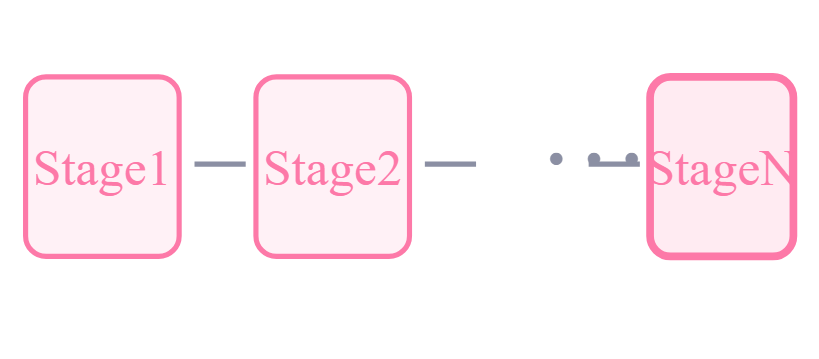 Stage1
Stage2
. . .
StageN